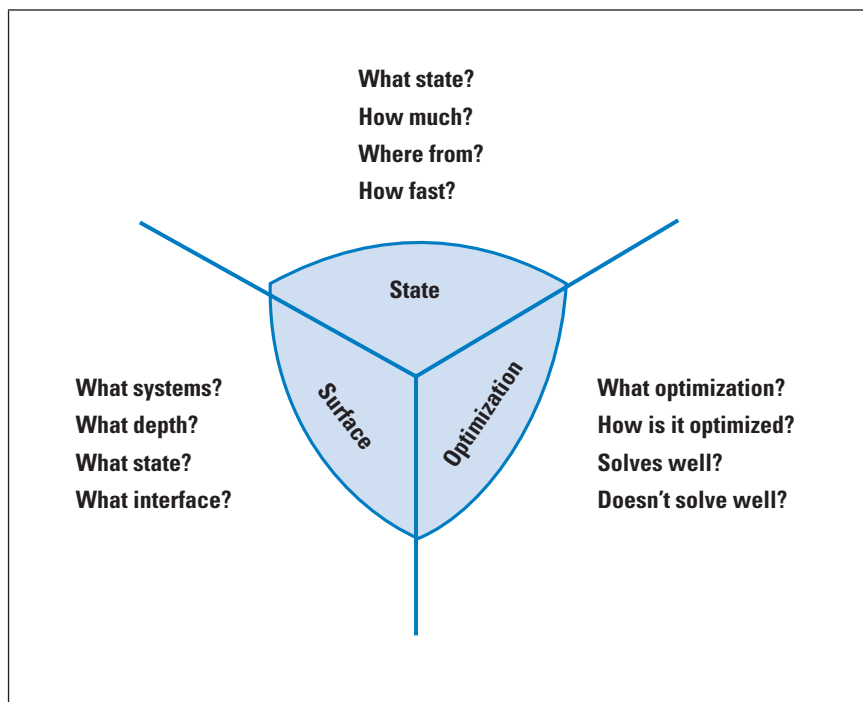 What state?
How much?
Where from?
How fast?
State
Surface
Optimization
What systems?
What depth?
What state?
What interface?
What optimization?
How is it optimized?
Solves well?
Doesn't solve well?